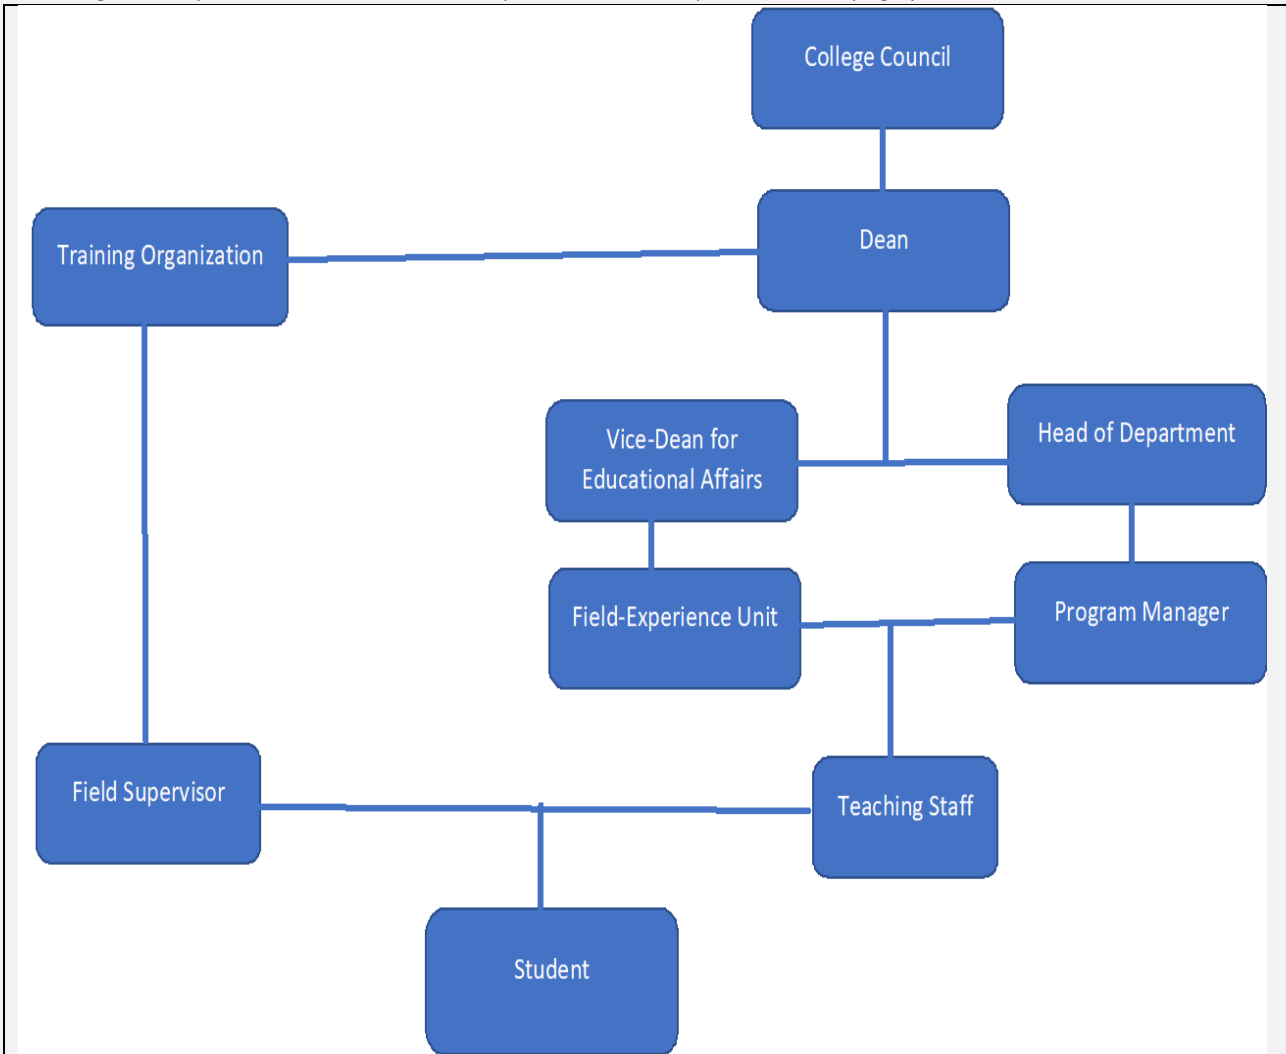 College Council
Dean
Training Organization
Head of Department
Vice-Dean for
Educational Affairs
Program Manager
Field-Experience Unit
Field Supervisor
Teaching Staff
Student